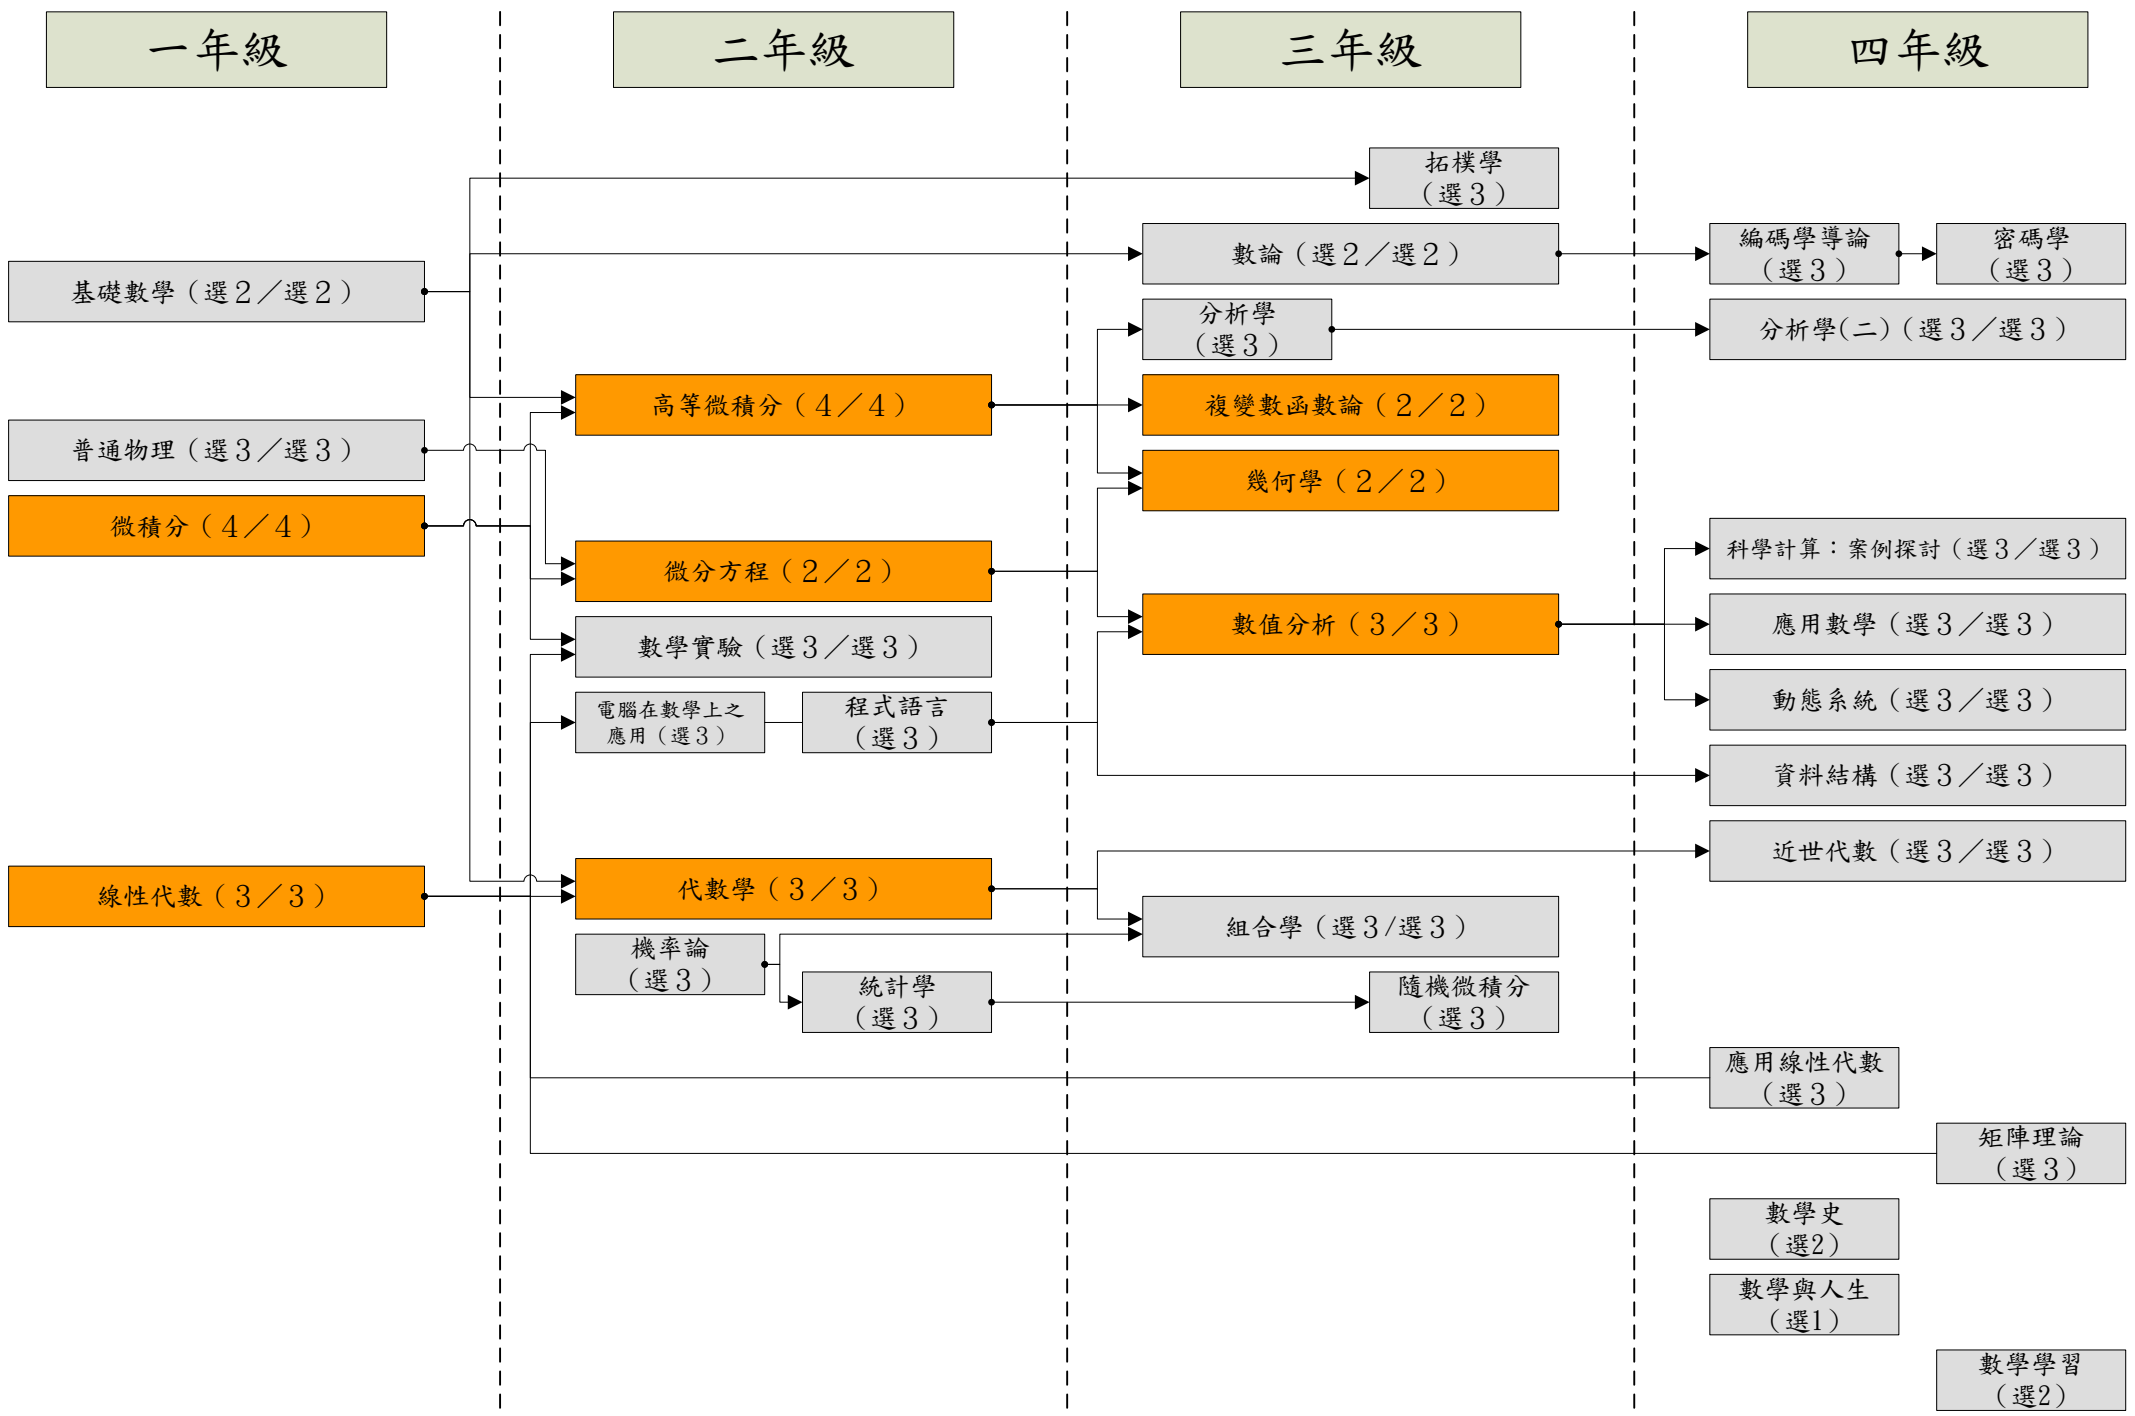 一年級
二年級
三年級
四年級
基礎數學（選２／選２）
普通物理（選３／選３）
微積分（４／４）
線性代數（３／３）
高等微積分（４／４）
微分方程（２／２）
數學實驗（選３／選３）
電腦在數學上之
應用（選３）
程式語言
（選３）
代數學（３／３）
機率論
（選３）
統計學
（選３）
拓樸學
（選３）
數論（選２／選２）
分析學
（選３）
複變數函數論（２／２）
幾何學（２／２）
數值分析（３／３）
組合學（選３/選３）
隨機微積分
（選３）
編碼學導論
（選３）
密碼學
（選３）
分析學(二)（選３／選３）
科學計算：案例探討（選３／選３）
應用數學（選３／選３）
動態系統（選３／選３）
資料結構（選３／選３）
近世代數（選３／選３）
應用線性代數
（選３）
矩陣理論
（選３）
數學史
（選2）
數學與人生
（選1）
數學學習
（選2）